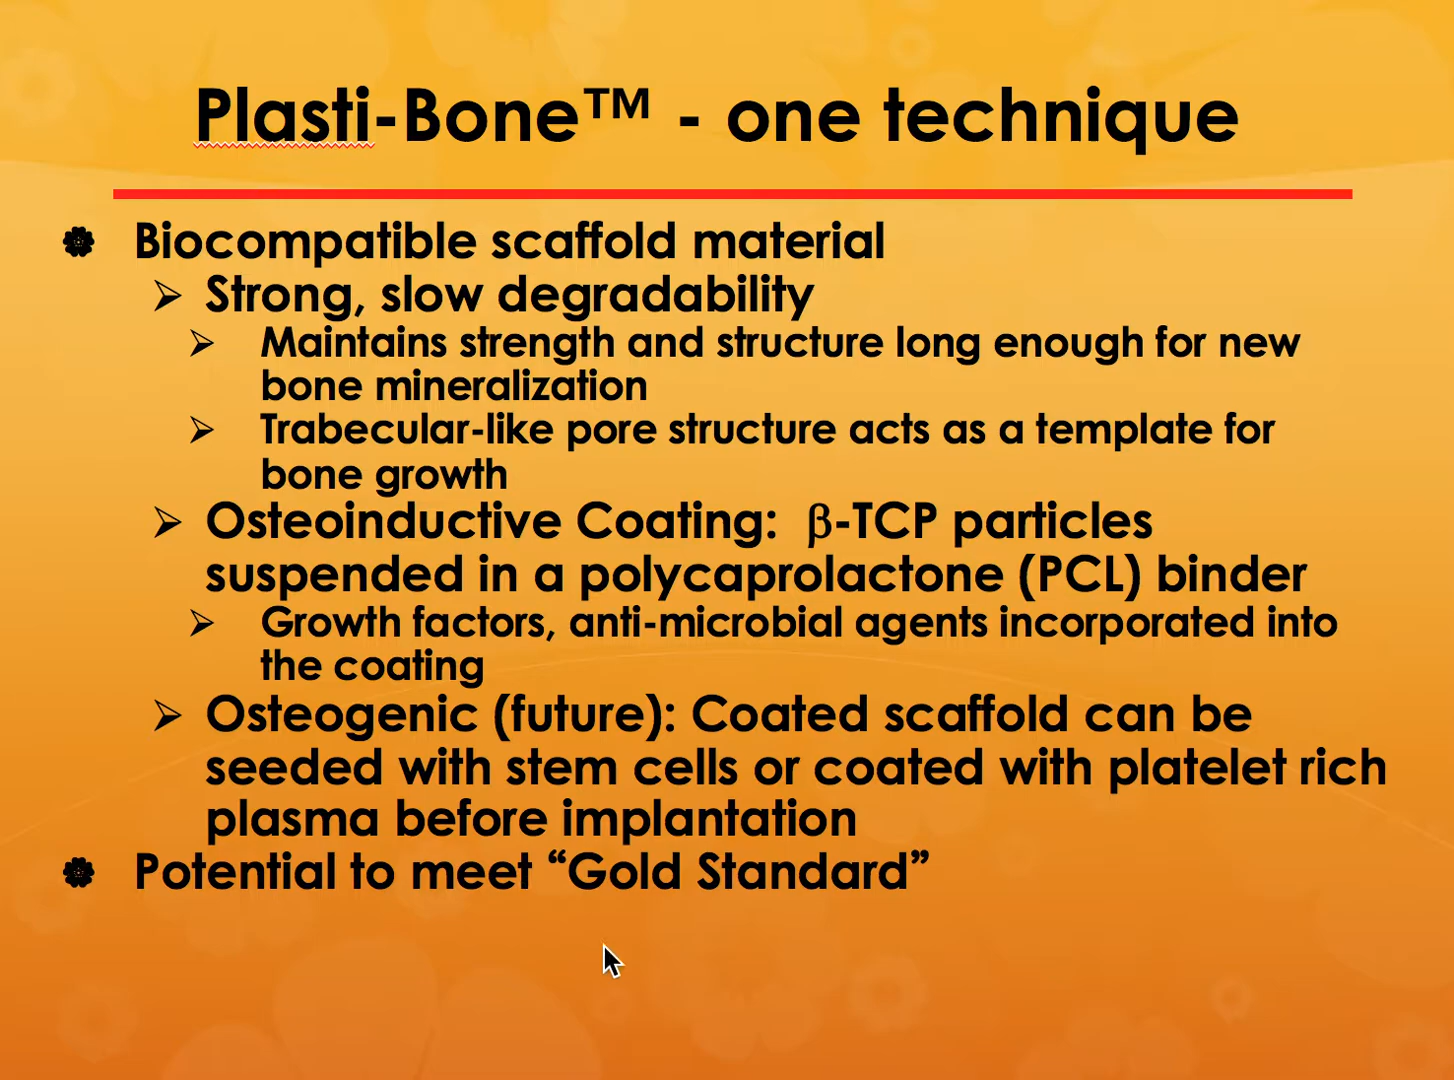 Plasti-Bone™ - one technique
Biocompatible scaffold material
Strong, slow degradability
Maintains strength and structure long enough for new
bone mineralization
Trabecular-like pore structure acts as a template for
bone growth
Osteoinductive Coating:  β-TCP particles
suspended in a polycaprolactone (PCL) binder
Growth factors, anti-microbial agents incorporated into
the coating
Osteogenic (future): Coated scaffold can be
seeded with stem cells or coated with platelet rich
plasma before implantation
Potential to meet “Gold Standard”